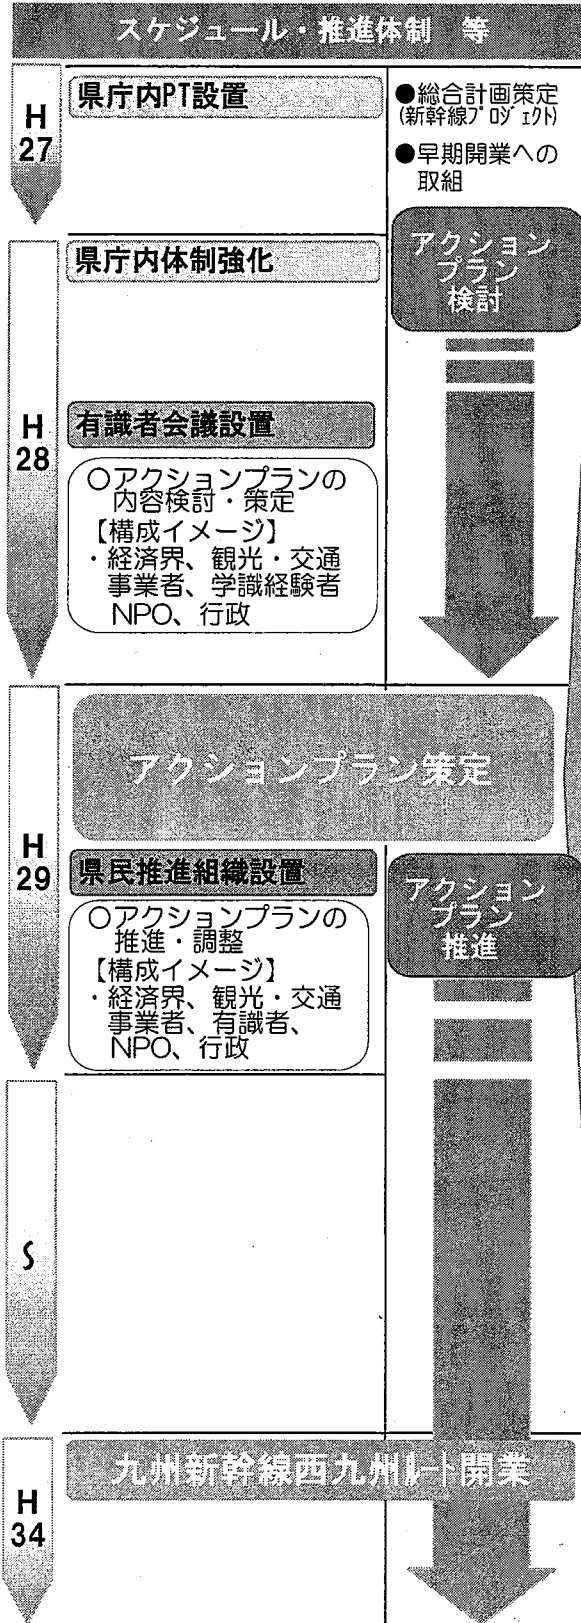 スケジュール・推進体制 等
H
27
県庁内PT設置
●総合計画策定
(新幹線プロジェクト)
●早期開業への
取組
アクション
プラン
検討
H
28
県庁内体制強化
有識者会議設置
○アクションプランの
内容検討・策定
【構成イメージ】
・経済界、観光・交通
事業者、学識経験者
NPO、行政
アクションプラン策定
H
29
県民推進組織設置
○アクションプランの
推進・調整
【構成イメージ】
・経済界、観光・交通
事業者、有識者、
NPO、行政
アクション
プラン
推進
S
九州新幹線西九州ルート開業
H
34